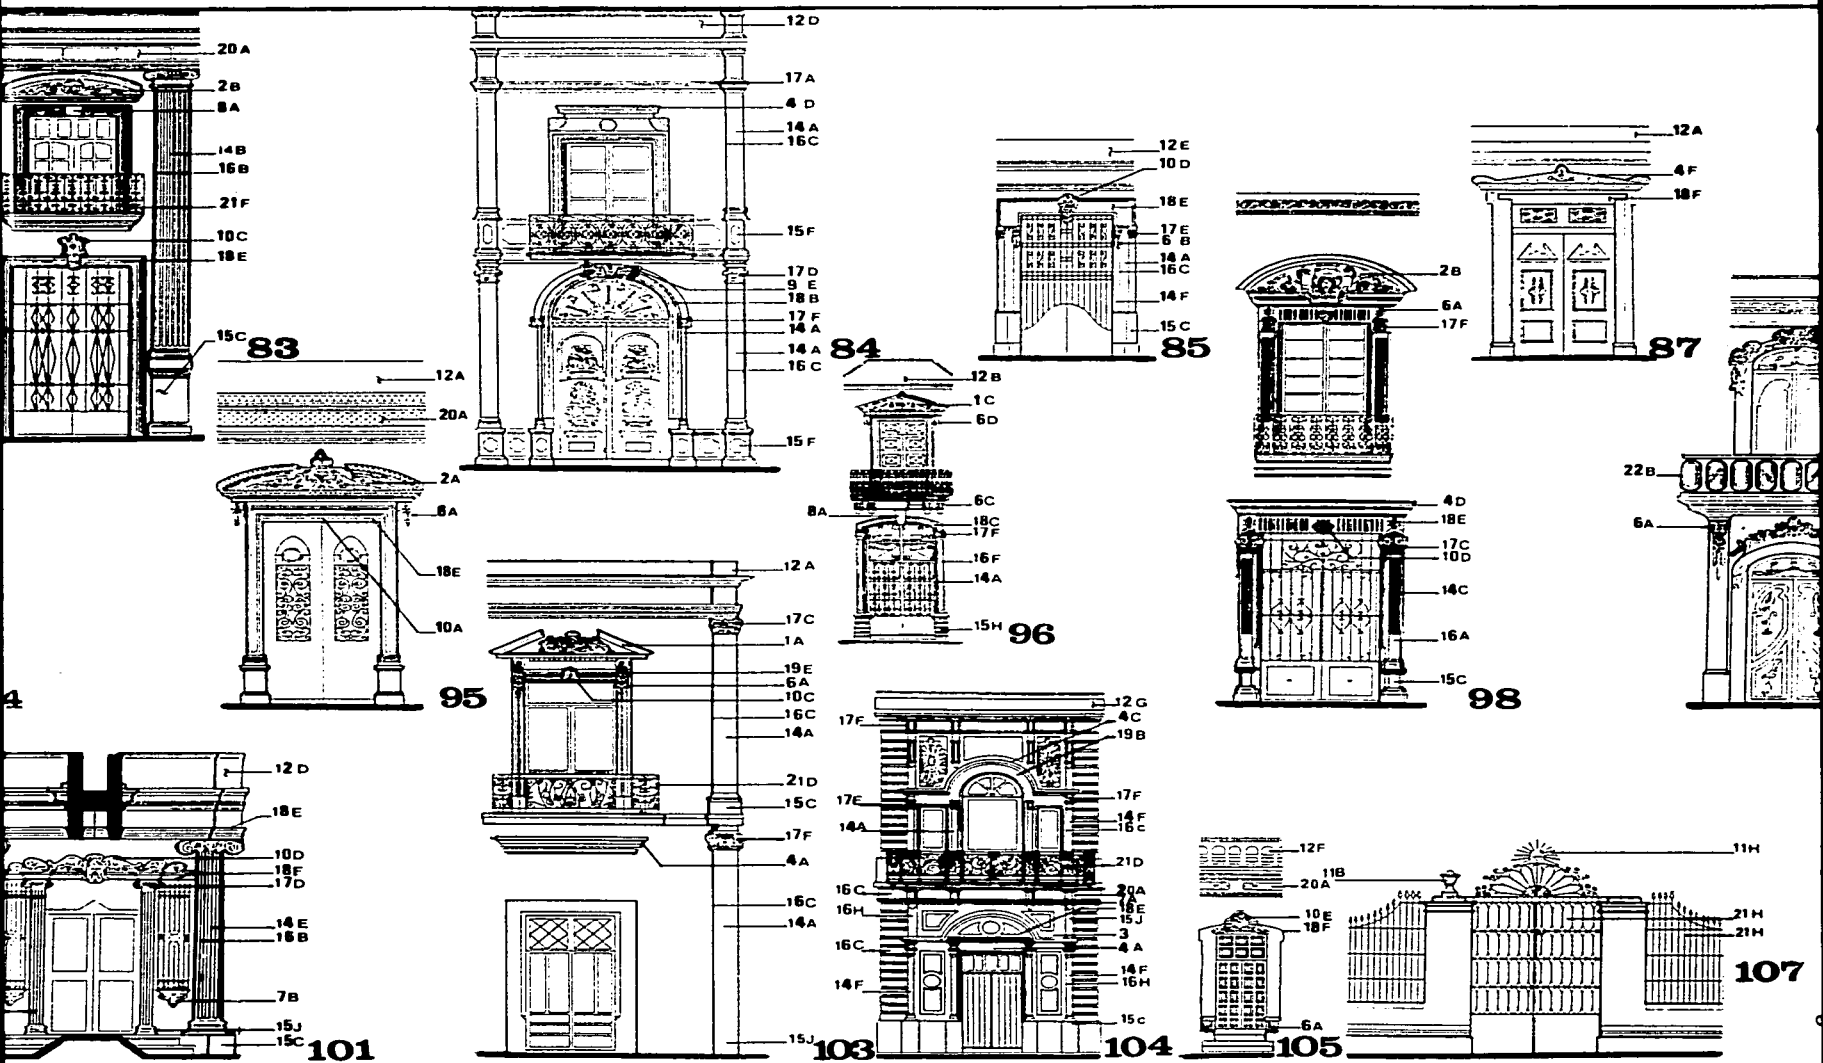 20A
2B
8A
14B
16B
21F
10C
18E
15C
83
12D
17A
4D
14A
16C
15F
17D
9E
18B
17F
14A
14A
16C
15F
84
12E
10D
18E
17E
6B
14A
16C
14F
15C
85
12A
4F
18F
87
12A
20A
2A
6A
18E
10A
95
12B
1C
6D
6C
8A
18C
17F
16F
14A
15H
96
2B
6A
17F
4D
18E
17C
10D
14C
16A
15C
98
22B
6A
4
12D
18E
10D
18F
17D
14E
16B
7B
15J
15C
101
12A
17C
1A
19E
6A
10C
16C
14A
21D
15C
17F
4A
16C
14A
15J
103
12G
4C
19B
17F
17F
14F
16C
14A
21D
16C
20A
18E
16H
15J
3
16C
4A
14F
16H
14F
15C
104
12F
20A
10E
18F
6A
105
11B
11H
21H
21H
107